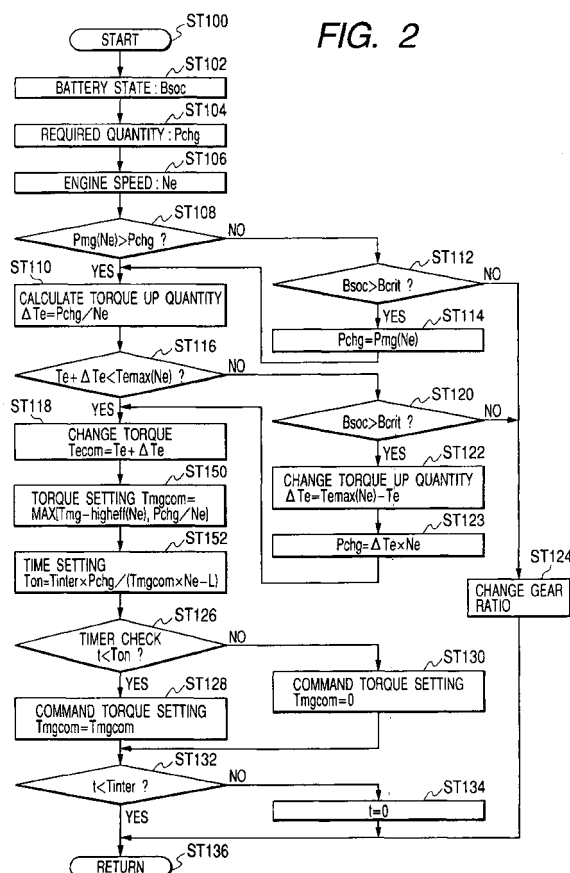 FIG. 2
ST100
START
ST102
BATTERY STATE : Bsoc
ST104
REQUIRED QUANTITY : Pchg
ST106
ENGINE SPEED : Ne
ST108
Pmg(Ne)>Pchg ?
NO
YES
ST110
CALCULATE TORQUE UP QUANTITY
ΔTe=Pchg/Ne
ST112
Bsoc>Bcrit ?
NO
YES
ST114
Pchg=Pmg(Ne)
ST116
Te+ΔTe<Temax(Ne) ?
NO
YES
ST118
CHANGE TORQUE
Tecom=Te+ΔTe
ST120
Bsoc>Bcrit ?
NO
YES
ST122
CHANGE TORQUE UP QUANTITY
ΔTe=Temax(Ne)-Te
ST123
Pchg=ΔTe×Ne
ST124
CHANGE GEAR
RATIO
ST150
TORQUE SETTING Tmgcom=
MAX[Tmg-higheff(Ne), Pchg/Ne]
ST152
TIME SETTING
Ton=Tinter×Pchg/(Tmgcom×Ne-L)
ST126
TIMER CHECK
t<Ton ?
NO
YES
ST128
COMMAND TORQUE SETTING
Tmgcom=Tmgcom
ST130
COMMAND TORQUE SETTING
Tmgcom=0
ST132
t<Tinter ?
NO
YES
ST134
t=0
ST136
RETURN